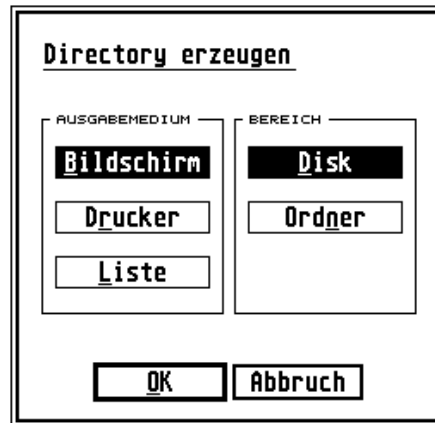 Directory erzeugen
AUSGABEMEDIUM
BEREICH
Bildschirm
Disk
Drucker
Ordner
Liste
OK
Abbruch